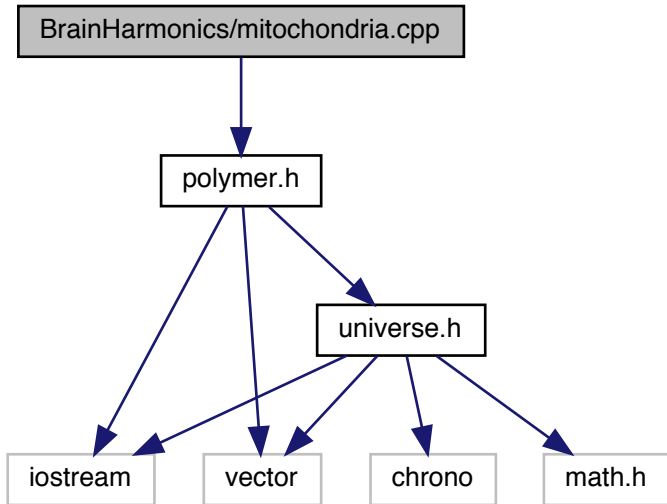 BrainHarmonics/mitochondria.cpp
polymer.h
universe.h
iostream
vector
chrono
math.h